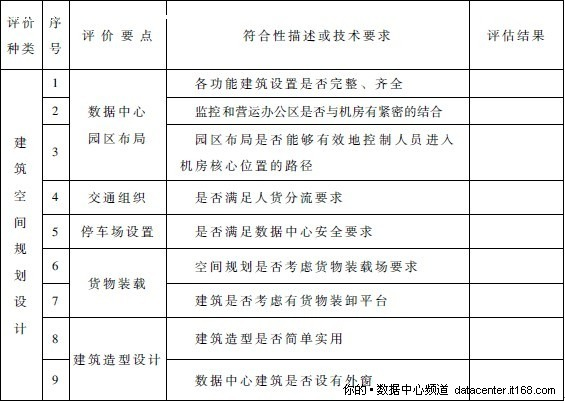 评价
种类
序
号
评价要点
符合性描述或技术要求
评估结果
建
筑
空
间
规
划
设
计
1
数据中心
园区布局
各功能建筑设置是否完整、齐全
2
监控和营运办公区是否与机房有紧密的结合
3
园区布局是否能够有效地控制人员进入
机房核心位置的路径
4
交通组织
是否满足人货分流要求
5
停车场设置
是否满足数据中心安全要求
6
货物装载
空间规划是否考虑货物装载场要求
7
建筑是否考虑有货物装卸平台
8
建筑造型设计
建筑造型是否简单实用
9
数据中心建筑是否设有外窗
你的·数据中心频道 datacenter.it168.com